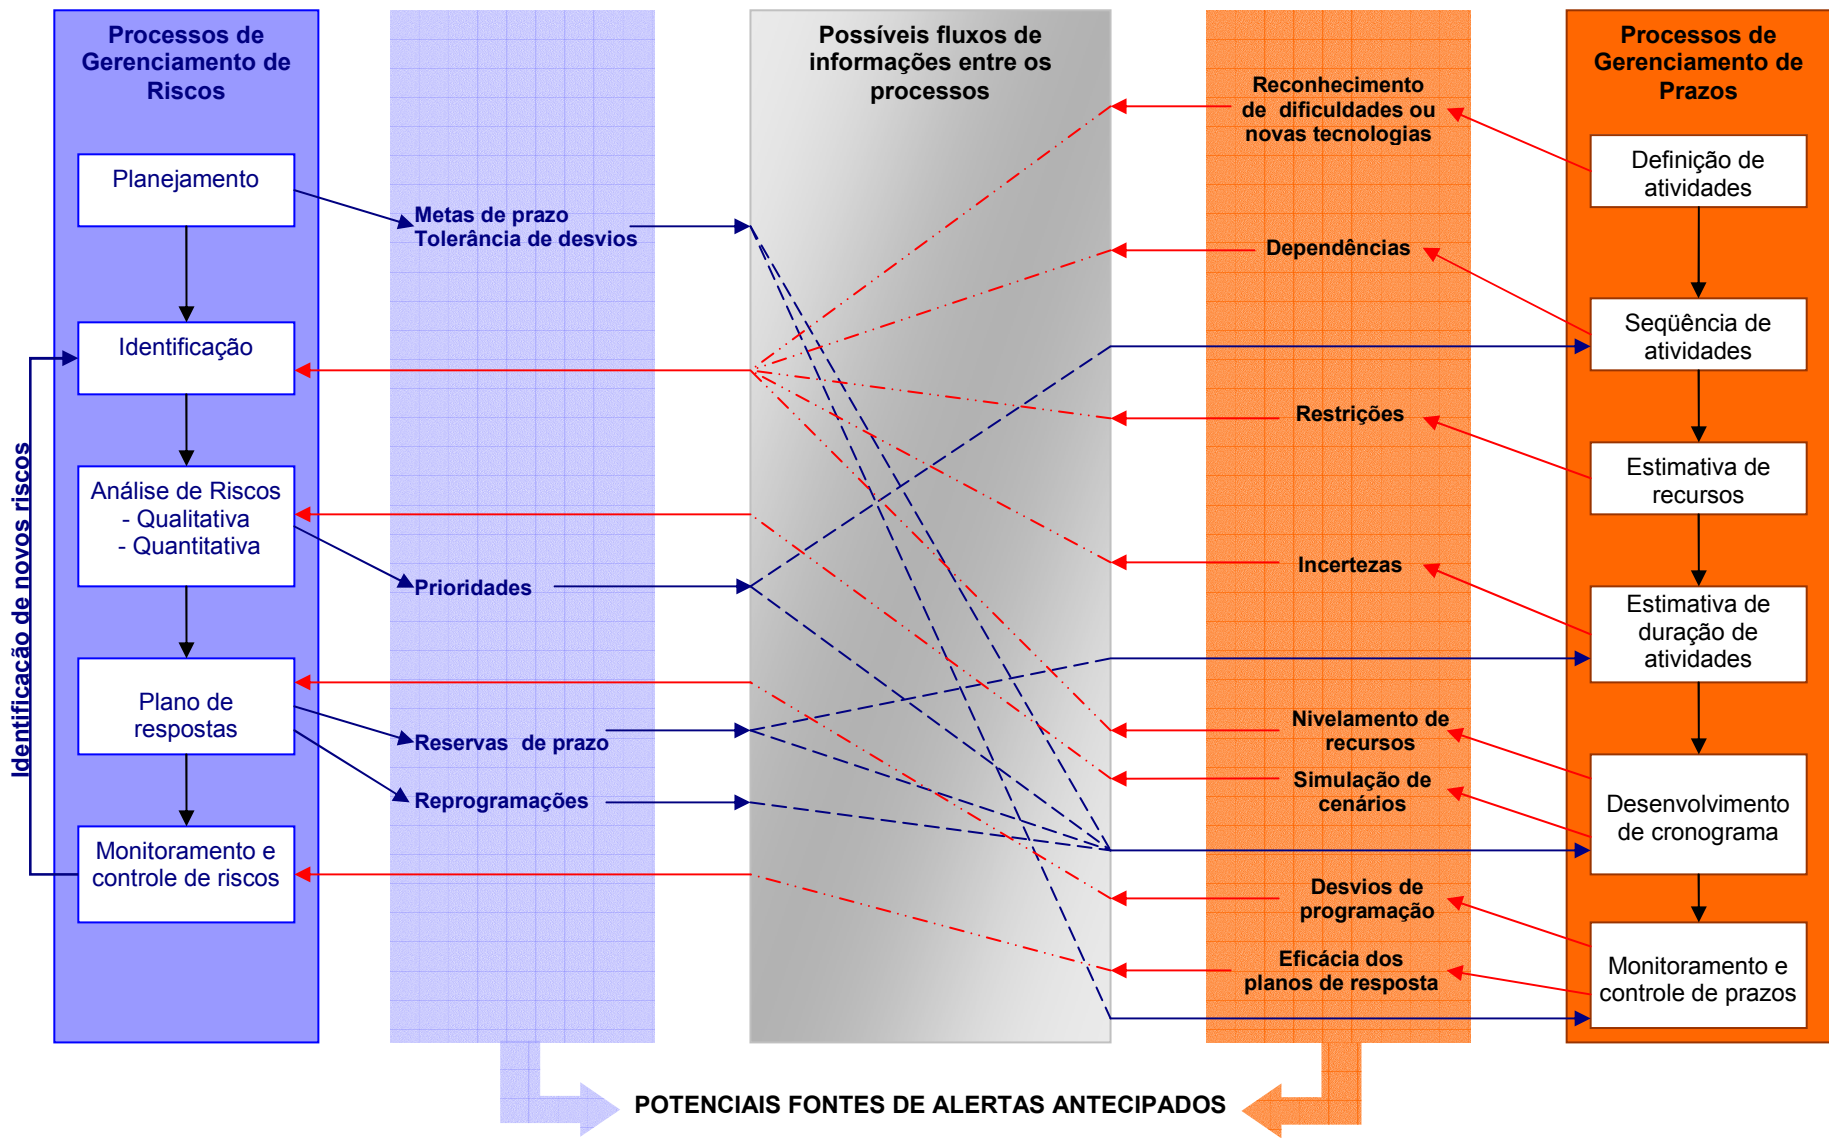 Processos de
Gerenciamento de
Riscos
Planejamento
Identificação
Análise de Riscos
- Qualitativa
- Quantitativa
Plano de
respostas
Monitoramento e
controle de riscos
Identificação de novos riscos
Metas de prazo
Tolerância de desvios
Prioridades
Reservas de prazo
Reprogramações
Possíveis fluxos de
informações entre os
processos
Reconhecimento
de dificuldades ou
novas tecnologias
Dependências
Restrições
Incertezas
Nivelamento de
recursos
Simulação de
cenários
Desvios de
programação
Eficácia dos
planos de resposta
Processos de
Gerenciamento de
Prazos
Definição de
atividades
Seqüência de
atividades
Estimativa de
recursos
Estimativa de
duração de
atividades
Desenvolvimento
de cronograma
Monitoramento e
controle de prazos
POTENCIAIS FONTES DE ALERTAS ANTECIPADOS